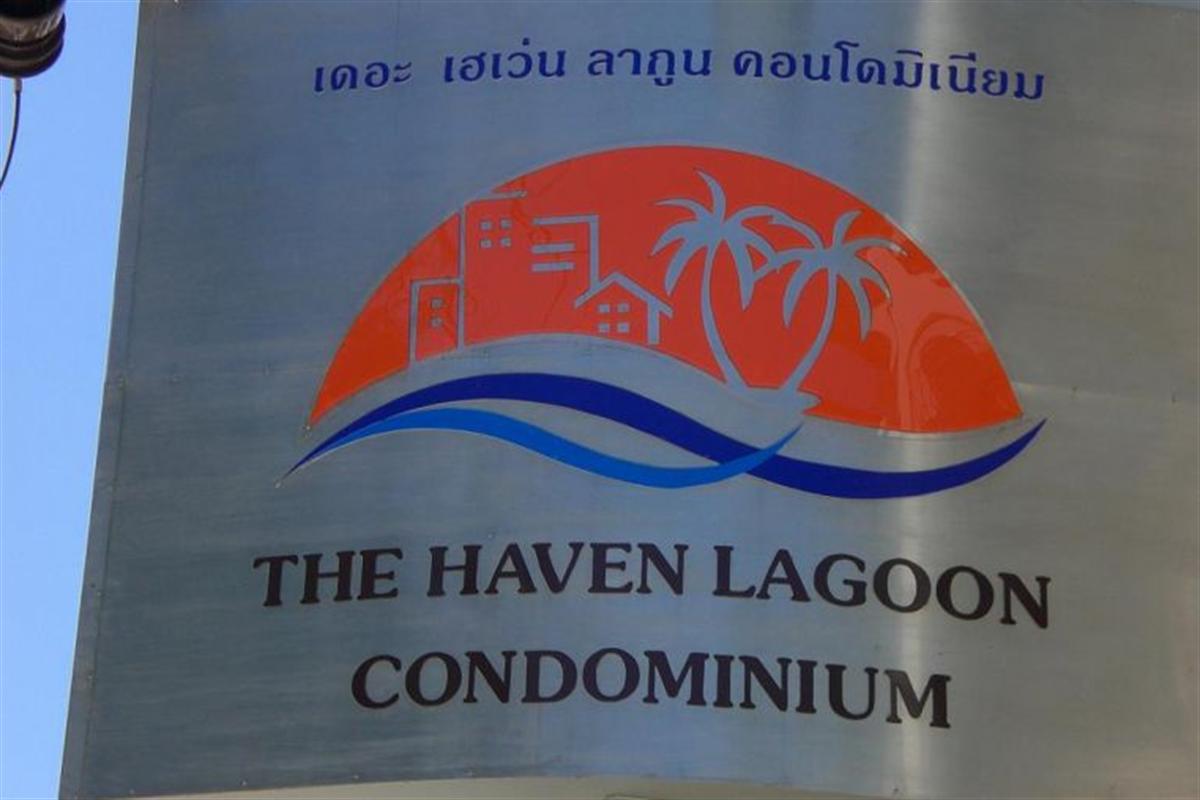 เดอะ เฮเว่น ลากูน คอนโดมิเนียม
THE HAVEN LAGOON
CONDOMINIUM